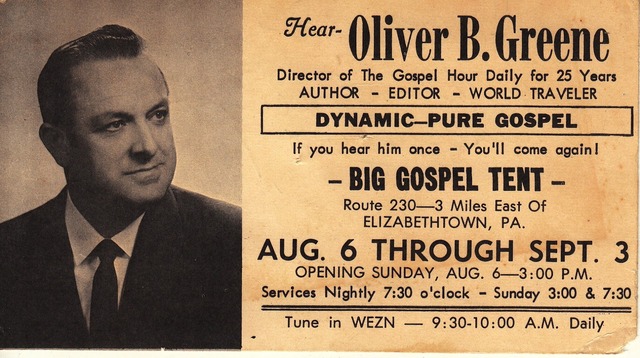 Hear- Oliver B. Greene
Director of The Gospel Hour Daily for 25 Years
AUTHOR - EDITOR - WORLD TRAVELER
DYNAMIC—PURE GOSPEL
If you hear him once - You'll come again!
- BIG GOSPEL TENT -
Route 230—3 Miles East Of
ELIZABETHTOWN, PA.
AUG. 6 THROUGH SEPT. 3
OPENING SUNDAY, AUG. 6—3:00 P.M.
Services Nightly 7:30 o'clock - Sunday 3:00 & 7:30
Tune in WEZN — 9:30-10:00 A.M. Daily